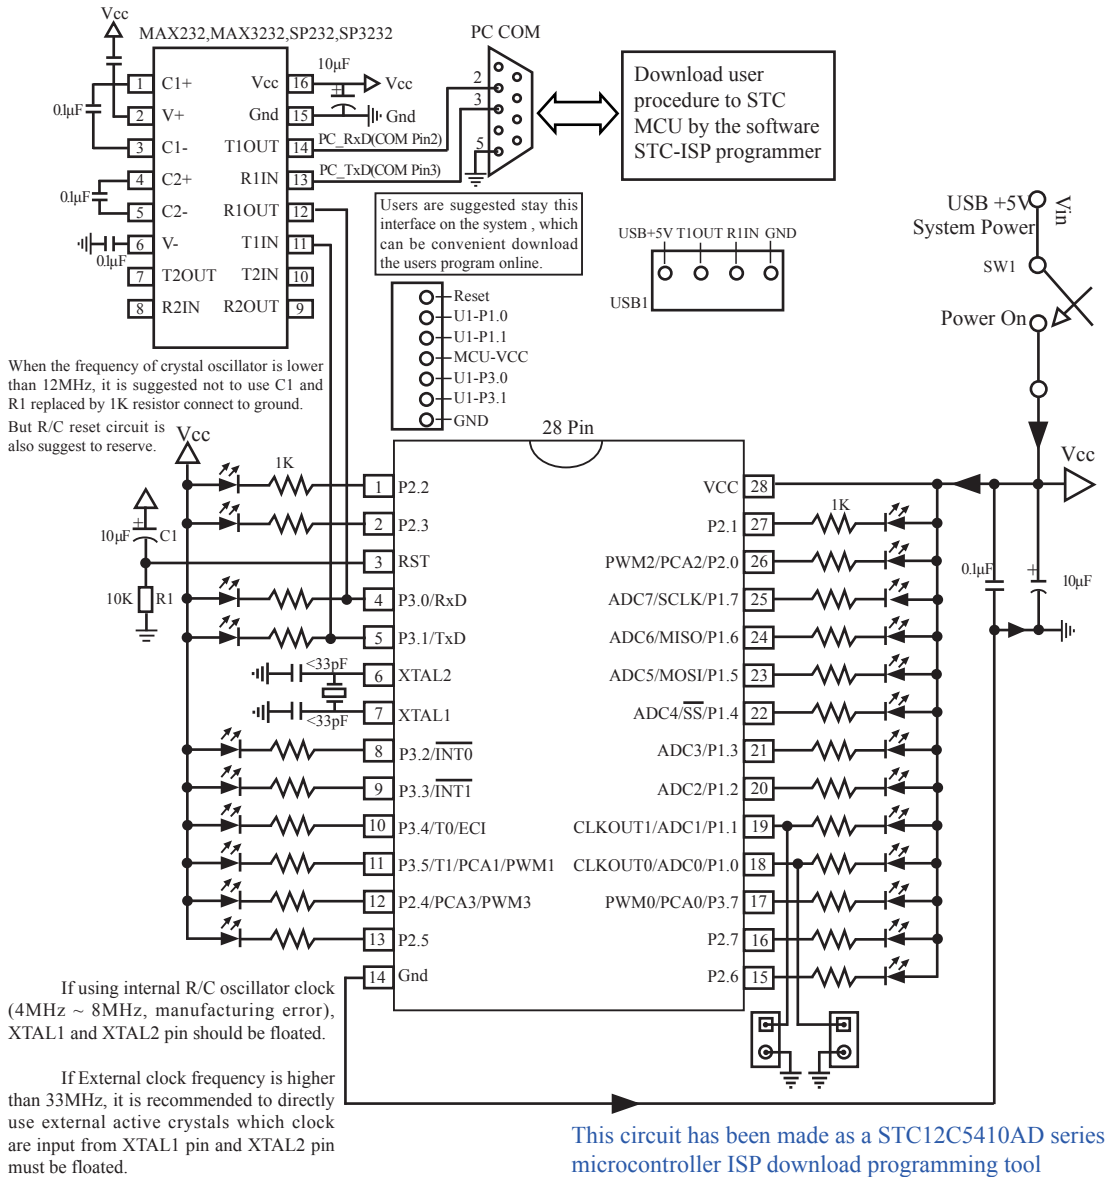 Vcc
MAX232,MAX3232,SP232,SP3232
PC COM
1 C1+
2 V+
3 C1-
4 C2+
5 C2-
6 V-
7 T2OUT
8 R2IN
Vcc 16
Gnd 15
T1OUT 14
R1IN 13
R1OUT 12
T1IN 11
T2IN 10
R2OUT 9
0.1μF
0.1μF
0.1μF
10μF
+
Vcc
Gnd
PC_RxD(COM Pin2)
PC_TxD(COM Pin3)
2
3
5
Download user
procedure to STC
MCU by the software
STC-ISP programmer
Users are suggested stay this
interface on the system , which
can be convenient download
the users program online.
USB+5V T1OUT R1IN GND
USB1
USB +5V
System Power
Vin
SW1
Power On
Reset
U1-P1.0
U1-P1.1
MCU-VCC
U1-P3.0
U1-P3.1
GND
When the frequency of crystal oscillator is lower
than 12MHz, it is suggested not to use C1 and
R1 replaced by 1K resistor connect to ground.
But R/C reset circuit is
also suggest to reserve.
Vcc
28 Pin
1K
+
10μF C1
10K R1
<33pF
<33pF
1 P2.2
2 P2.3
3 RST
4 P3.0/RxD
5 P3.1/TxD
6 XTAL2
7 XTAL1
8 P3.2/INT0
9 P3.3/INT1
10 P3.4/T0/ECI
11 P3.5/T1/PCA1/PWM1
12 P2.4/PCA3/PWM3
13 P2.5
14 Gnd
VCC 28
P2.1 27
PWM2/PCA2/P2.0 26
ADC7/SCLK/P1.7 25
ADC6/MISO/P1.6 24
ADC5/MOSI/P1.5 23
ADC4/SS/P1.4 22
ADC3/P1.3 21
ADC2/P1.2 20
CLKOUT1/ADC1/P1.1 19
CLKOUT0/ADC0/P1.0 18
PWM0/PCA0/P3.7 17
P2.7 16
P2.6 15
1K
Vcc
0.1μF
+
10μF
If using internal R/C oscillator clock
(4MHz ~ 8MHz, manufacturing error),
XTAL1 and XTAL2 pin should be floated.
If External clock frequency is higher
than 33MHz, it is recommended to directly
use external active crystals which clock
are input from XTAL1 pin and XTAL2 pin
must be floated.
This circuit has been made as a STC12C5410AD series
microcontroller ISP download programming tool